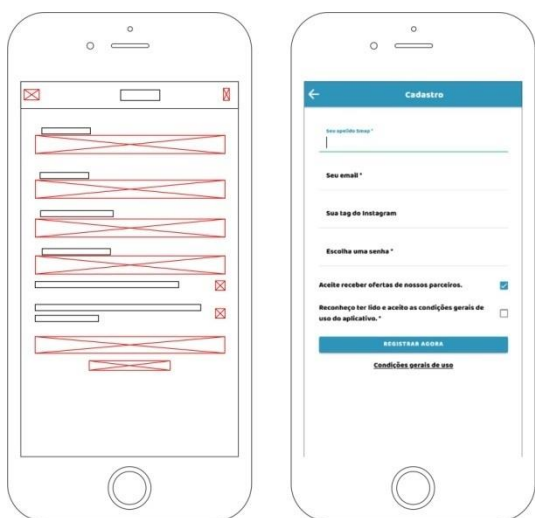 Cadastro
Seu apelido Smap *
Seu email *
Sua tag do Instagram
Escolha uma senha *
Aceite receber ofertas de nossos parceiros.
Reconheço ter lido e aceito as condições gerais de
uso do aplicativo. *
REGISTRAR AGORA
Condições gerais de uso